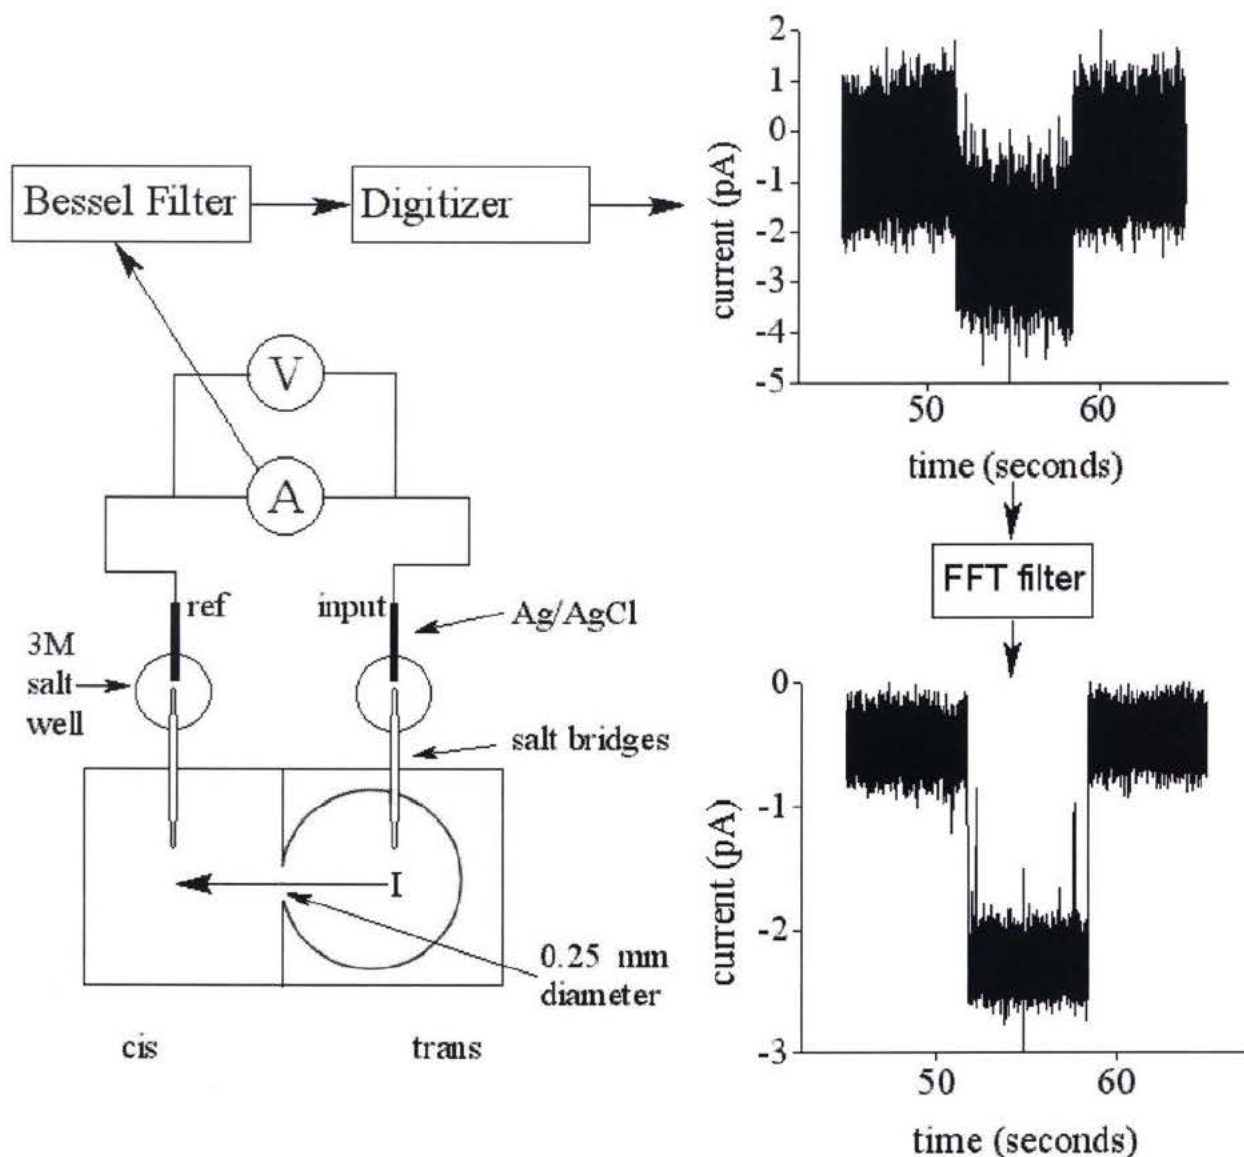 Bessel Filter
Digitizer
V
A
ref
input
Ag/AgCl
3M
salt
well
salt bridges
I
0.25 mm
diameter
cis
trans
2
1
0
-1
-2
-3
-4
-5
current (pA)
50
60
time (seconds)
FFT filter
0
-1
-2
-3
current (pA)
50
60
time (seconds)